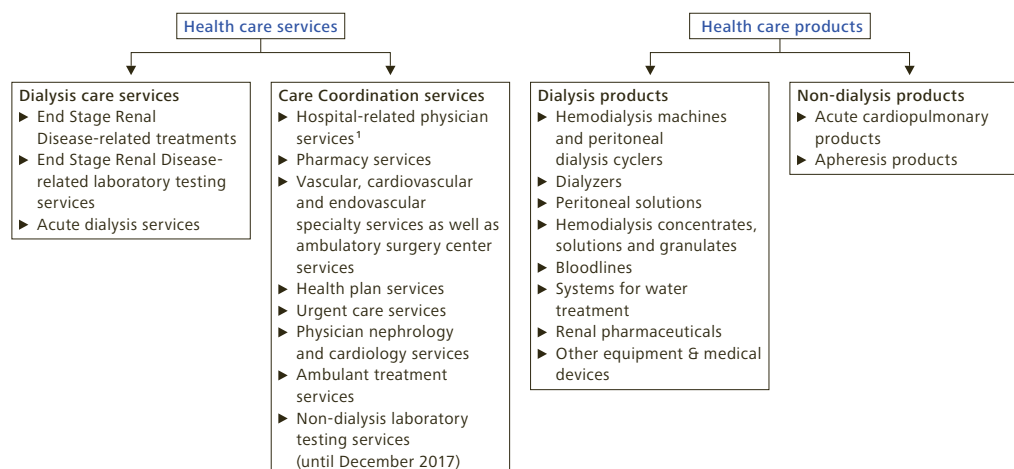 Health care services
Health care products
Dialysis care services
► End Stage Renal
Disease-related treatments
► End Stage Renal Disease-
related laboratory testing
services
► Acute dialysis services
Care Coordination services
► Hospital-related physician
services¹
► Pharmacy services
► Vascular, cardiovascular
and endovascular
specialty services as well as
ambulatory surgery center
services
► Health plan services
► Urgent care services
► Physician nephrology
and cardiology services
► Ambulant treatment
services
► Non-dialysis laboratory
testing services
(until December 2017)
Dialysis products
► Hemodialysis machines
and peritoneal
dialysis cyclers
► Dialyzers
► Peritoneal solutions
► Hemodialysis concentrates,
solutions and granulates
► Bloodlines
► Systems for water
treatment
► Renal pharmaceuticals
► Other equipment & medical
devices
Non-dialysis products
► Acute cardiopulmonary
products
► Apheresis products